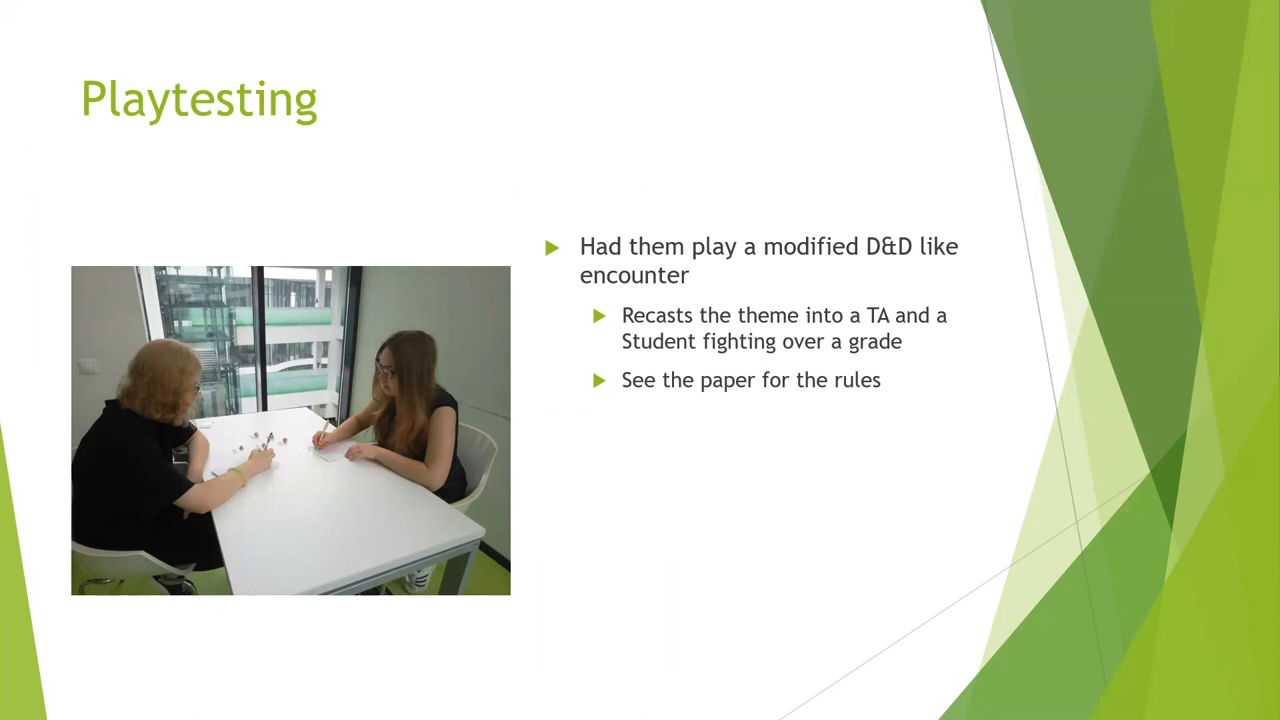 Playtesting
Had them play a modified D&D like
encounter
Recasts the theme into a TA and a
Student fighting over a grade
See the paper for the rules